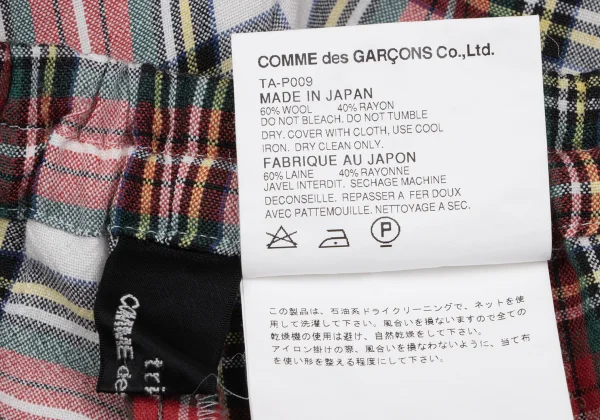 COMME des GARÇONS Co.,Ltd.
TA-P009
MADE IN JAPAN
60% WOOL 40% RAYON
DO NOT BLEACH. DO NOT TUMBLE
DRY. COVER WITH CLOTH, USE COOL
IRON. DRY CLEAN ONLY.
FABRIQUE AU JAPON
60% LAINE 40% RAYONNE
JAVEL INTERDIT. SECHAGE MACHINE
DECONSEILLE. REPASSER A FER DOUX
AVEC PATTEMOUILLE. NETTOYAGE A SEC.
P
この製品は、石油系ドライクリーニングで、ネットを使
用して洗濯して下さい。風合いを損ないますので全ての
乾燥機の使用は避け、自然乾燥をして下さい。
アイロン掛けの際、風合いを損なわないように、当て布
を使い形を整える程度にして下さい。
tri
COMME de